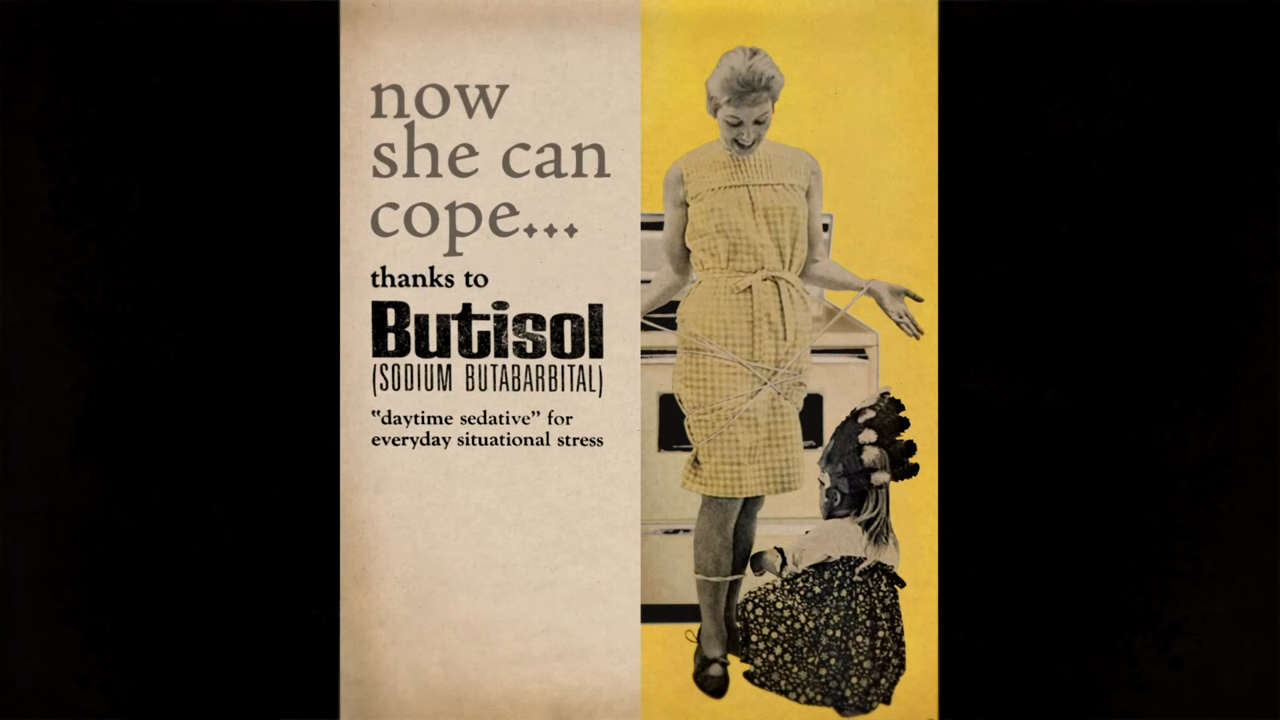 now
she can
cope...
thanks to
Butisol
(SODIUM BUTABARBITAL)
"daytime sedative" for
everyday situational stress